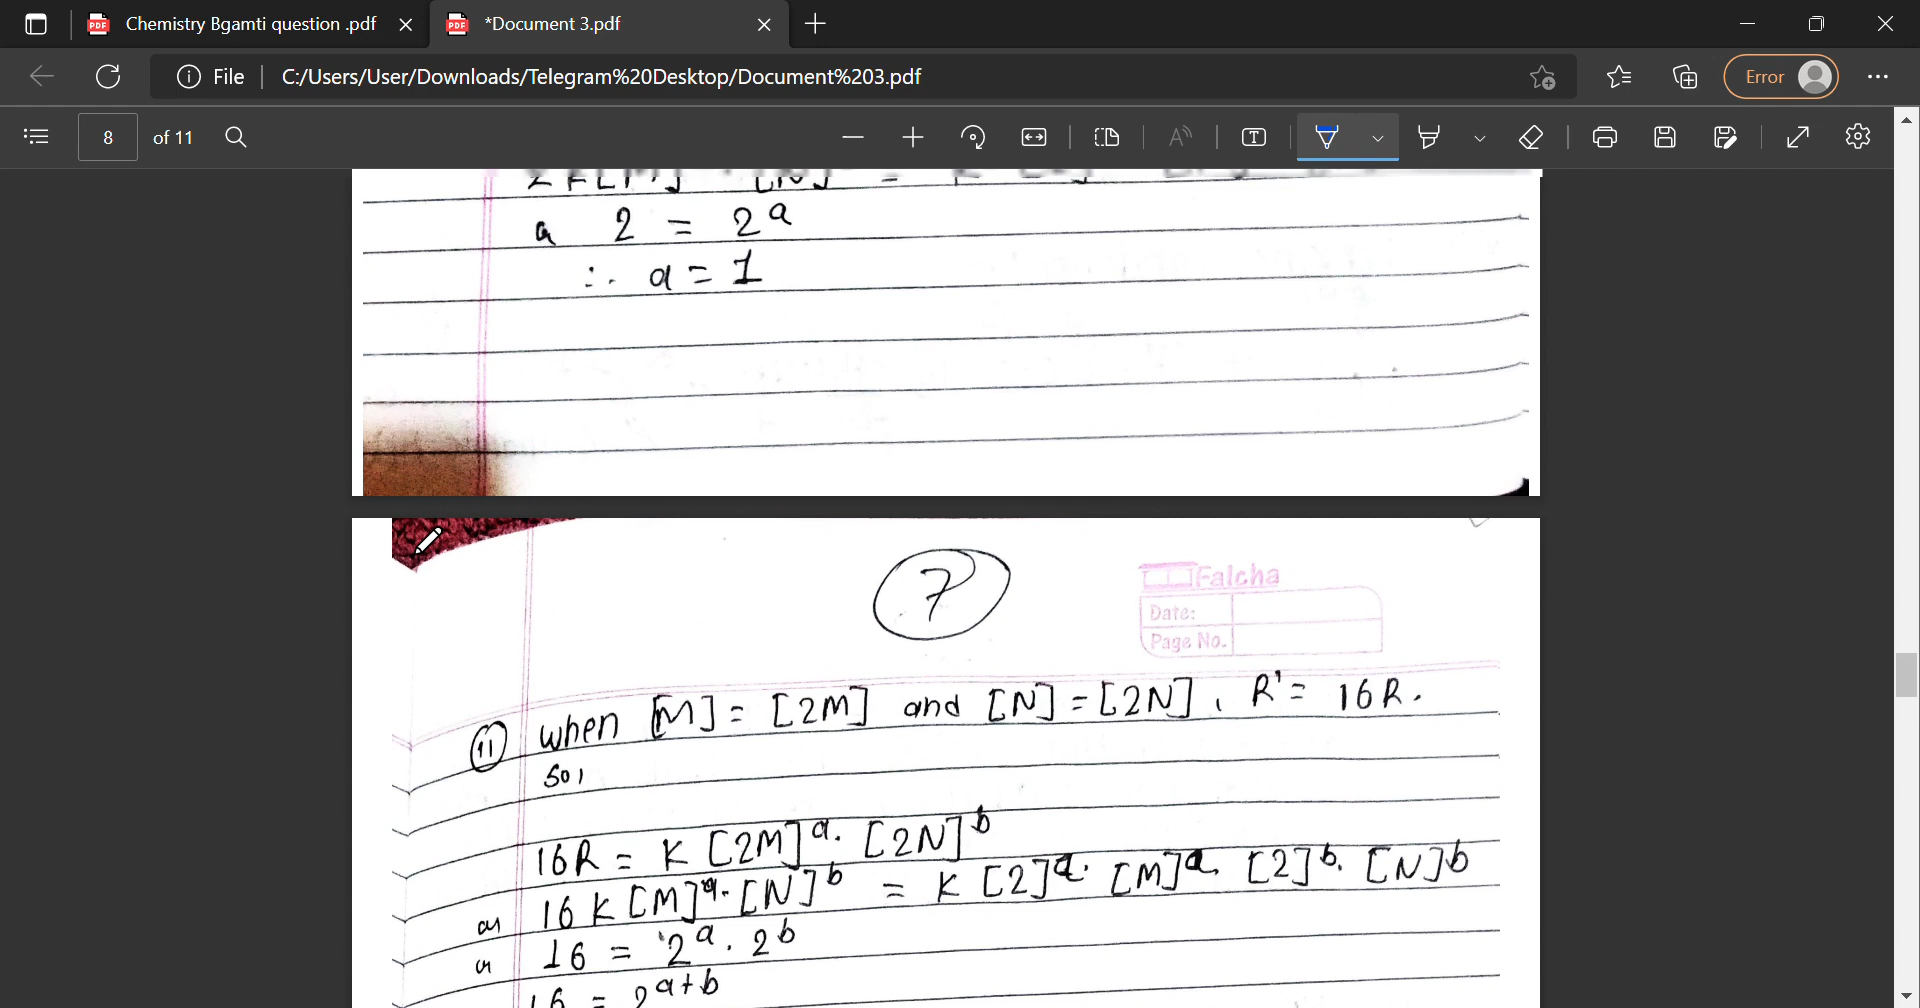 Chemistry Bgamti question .pdf
*Document 3.pdf
File
C:/Users/User/Downloads/Telegram%20Desktop/Document%203.pdf
Error
8 of 11
a 2 = 2^a
∴ a = 1
7
Falcha
Date:
Page No.
(ii) when [M] = [2M] and [N] = [2N], R' = 16R.
so,
16R = K [2M]^a. [2N]^b
or 16 K [M]^a. [N]^b = K [2]^a. [M]^a. [2]^b. [N]^b
or 16 = 2^a. 2^b
16 = 2^a+b